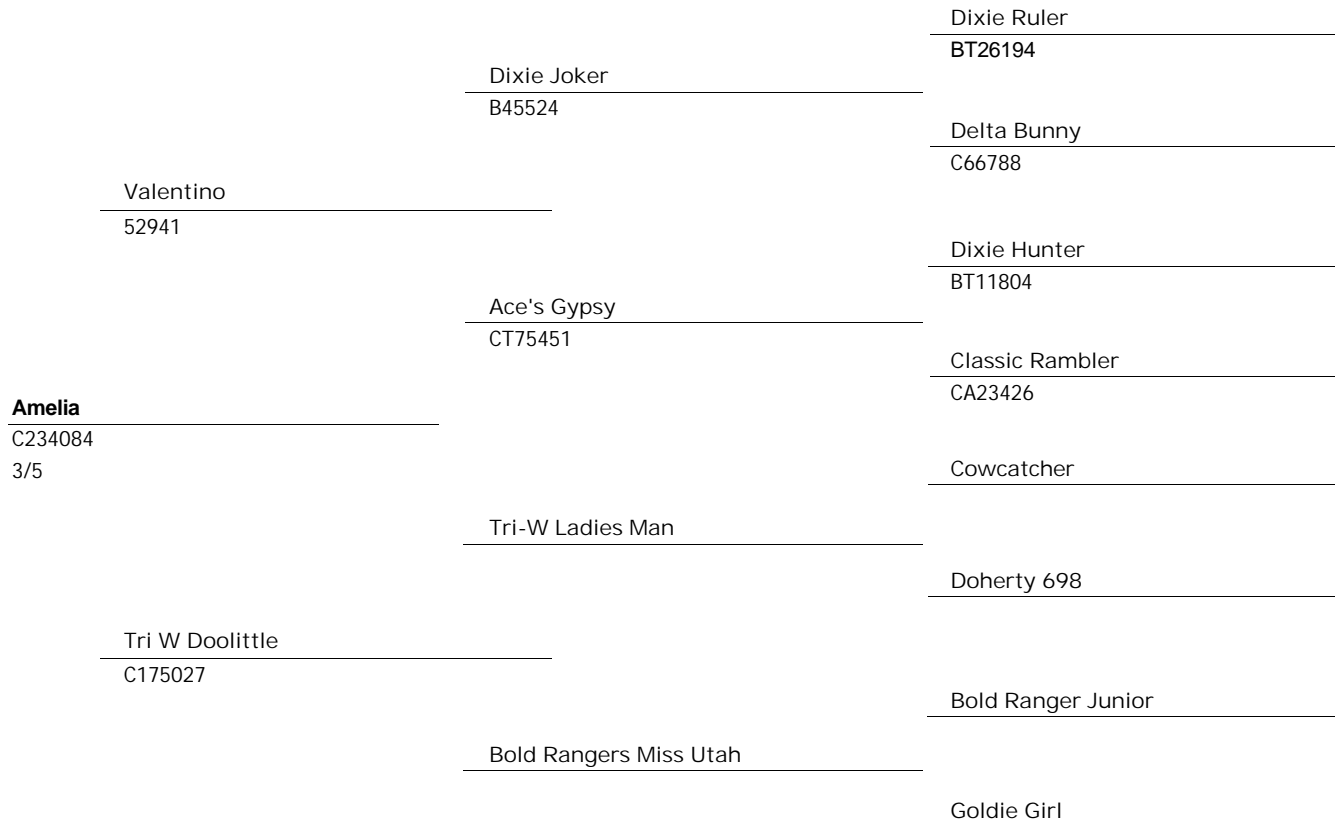 Dixie Ruler
BT26194
Dixie Joker
B45524
Delta Bunny
C66788
Valentino
52941
Dixie Hunter
BT11804
Ace's Gypsy
CT75451
Classic Rambler
CA23426
Amelia
C234084
3/5
Cowcatcher
Tri-W Ladies Man
Doherty 698
Tri W Doolittle
C175027
Bold Ranger Junior
Bold Rangers Miss Utah
Goldie Girl